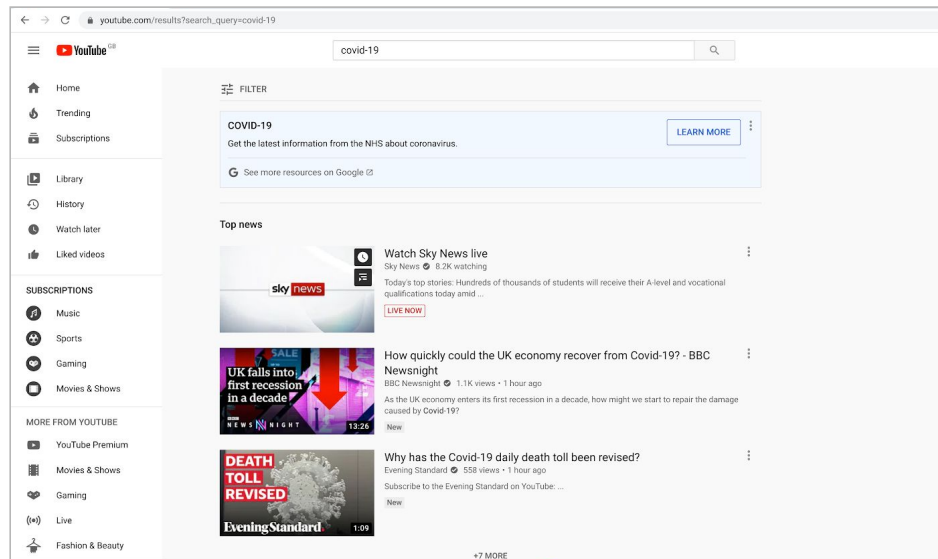 youtube.com/results?search_query=covid-19
YouTube GB
covid-19
Home
Trending
Subscriptions
Library
History
Watch later
Liked videos
SUBSCRIPTIONS
Music
Sports
Gaming
Movies & Shows
MORE FROM YOUTUBE
YouTube Premium
Movies & Shows
Gaming
Live
Fashion & Beauty
FILTER
COVID-19
Get the latest information from the NHS about coronavirus.
LEARN MORE
G See more resources on Google
Top news
sky news
Watch Sky News live
Sky News 8.2K watching
Today's top stories: Hundreds of thousands of students will receive their A-level and vocational
qualifications today amid ...
LIVE NOW
SALE
UK falls into
first recession
in a decade
BBC
NEWSNIGHT
13:26
How quickly could the UK economy recover from Covid-19? - BBC
Newsnight
BBC Newsnight 1.1K views • 1 hour ago
As the UK economy enters its first recession in a decade, how might we start to repair the damage
caused by Covid-19?
New
DEATH
TOLL
REVISED
Evening Standard
1:09
Why has the Covid-19 daily death toll been revised?
Evening Standard 558 views • 1 hour ago
Subscribe to the Evening Standard on YouTube: ...
New
+7 MORE